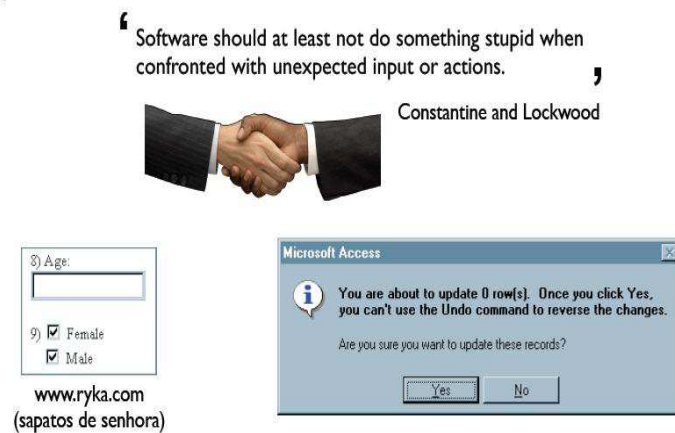 ‘
Software should at least not do something stupid when
confronted with unexpected input or actions.
’
Constantine and Lockwood
8) Age:
9) Female
Male
www.ryka.com
(sapatos de senhora)
Microsoft Access
You are about to update 0 row(s). Once you click Yes,
you can't use the Undo command to reverse the changes.
Are you sure you want to update these records?
Yes No